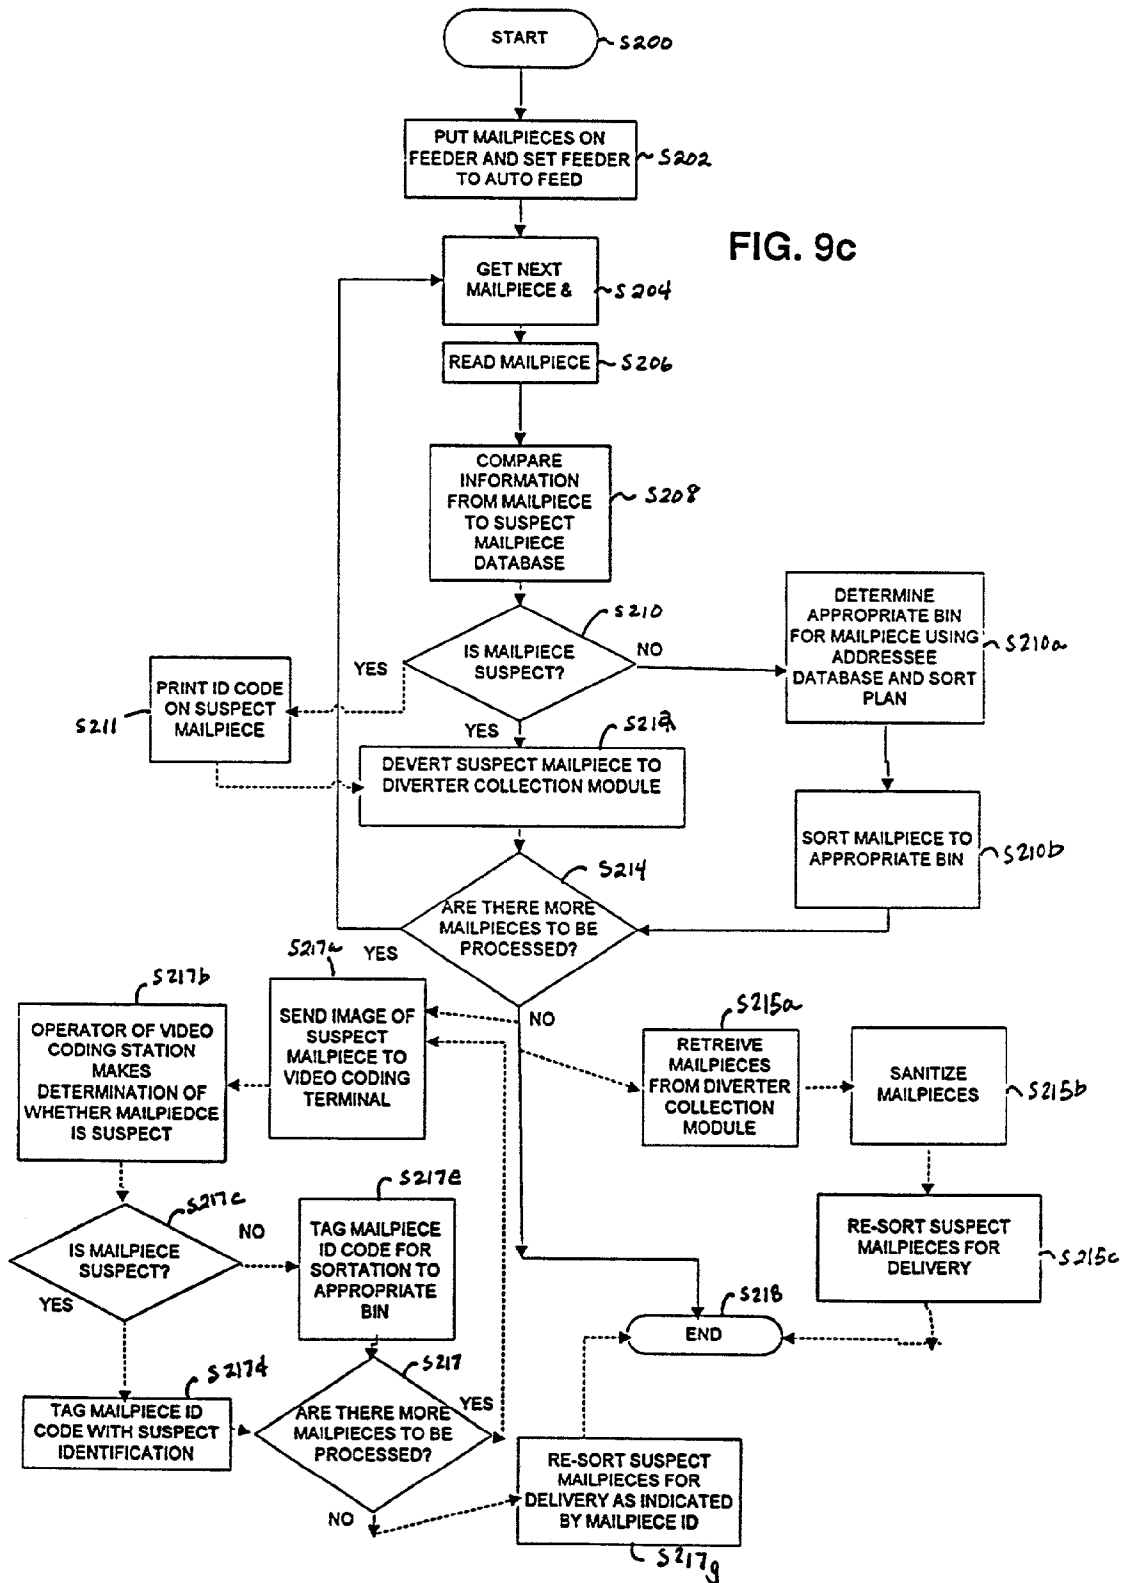 START
S200
PUT MAILPIECES ON
FEEDER AND SET FEEDER
TO AUTO FEED
S202
FIG. 9c
GET NEXT
MAILPIECE &
S204
READ MAILPIECE
S206
COMPARE
INFORMATION
FROM MAILPIECE
TO SUSPECT
MAILPIECE
DATABASE
S208
S210
IS MAILPIECE
SUSPECT?
YES
NO
YES
DETERMINE
APPROPRIATE BIN
FOR MAILPIECE USING
ADDRESSEE
DATABASE AND SORT
PLAN
S210a
PRINT ID CODE
ON SUSPECT
MAILPIECE
S211
DEVERT SUSPECT MAILPIECE TO
DIVERTER COLLECTION MODULE
SORT MAILPIECE TO
APPROPRIATE BIN
S210b
S214
ARE THERE MORE
MAILPIECES TO BE
PROCESSED?
YES
NO
S217a
SEND IMAGE OF
SUSPECT
MAILPIECE TO
VIDEO CODING
TERMINAL
S217b
OPERATOR OF VIDEO
CODING STATION
MAKES
DETERMINATION OF
WHETHER MAILPIEDCE
IS SUSPECT
S215a
RETREIVE
MAILPIECES
FROM DIVERTER
COLLECTION
MODULE
SANITIZE
MAILPIECES
S215b
S217c
IS MAILPIECE
SUSPECT?
NO
YES
S217e
TAG MAILPIECE
ID CODE FOR
SORTATION TO
APPROPRIATE
BIN
RE-SORT SUSPECT
MAILPIECES FOR
DELIVERY
S215c
S218
END
S217d
TAG MAILPIECE ID
CODE WITH SUSPECT
IDENTIFICATION
S217
ARE THERE MORE
MAILPIECES TO BE
PROCESSED?
YES
NO
RE-SORT SUSPECT
MAILPIECES FOR
DELIVERY AS INDICATED
BY MAILPIECE ID
S217g